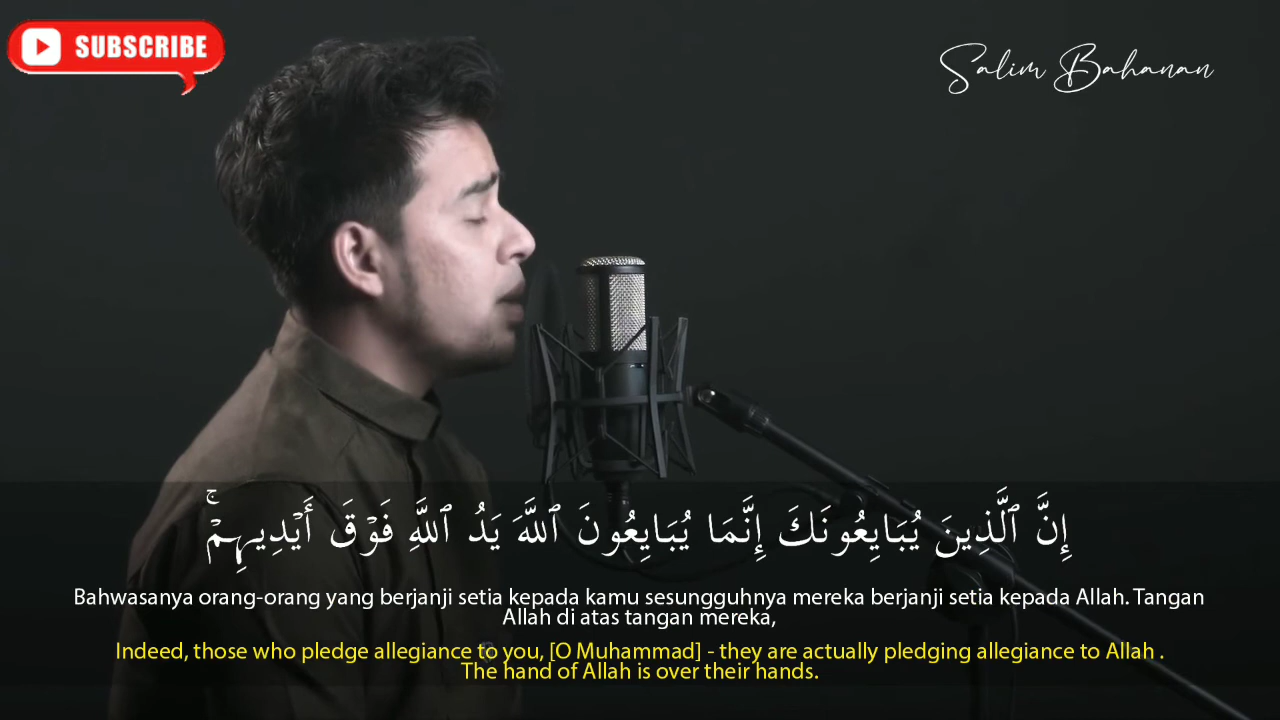 SUBSCRIBE
Salim Bahanan
إِنَّ ٱلَّذِينَ يُبَايِعُونَكَ إِنَّمَا يُبَايِعُونَ ٱللَّهَ يَدُ ٱللَّهِ فَوْقَ أَيْدِيهِمْۚ
Bahwasanya orang-orang yang berjanji setia kepada kamu sesungguhnya mereka berjanji setia kepada Allah. Tangan
Allah di atas tangan mereka,
Indeed, those who pledge allegiance to you, [O Muhammad] - they are actually pledging allegiance to Allah .
The hand of Allah is over their hands.